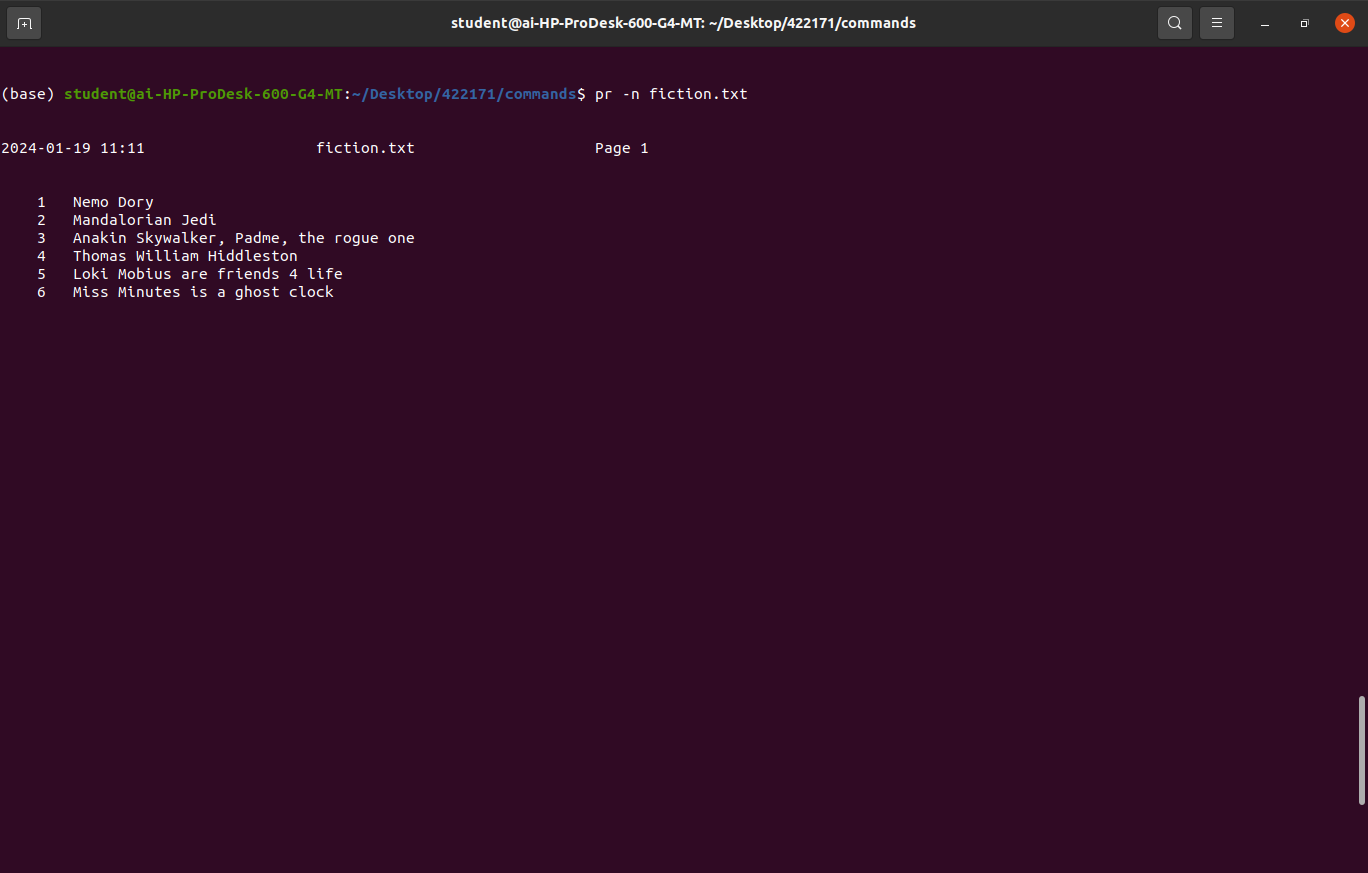 student@ai-HP-ProDesk-600-G4-MT: ~/Desktop/422171/commands
(base) student@ai-HP-ProDesk-600-G4-MT:~/Desktop/422171/commands$ pr -n fiction.txt
2024-01-19 11:11                   fiction.txt                    Page 1
    1	Nemo Dory
    2	Mandalorian Jedi
    3	Anakin Skywalker, Padme, the rogue one
    4	Thomas William Hiddleston
    5	Loki Mobius are friends 4 life
    6	Miss Minutes is a ghost clock